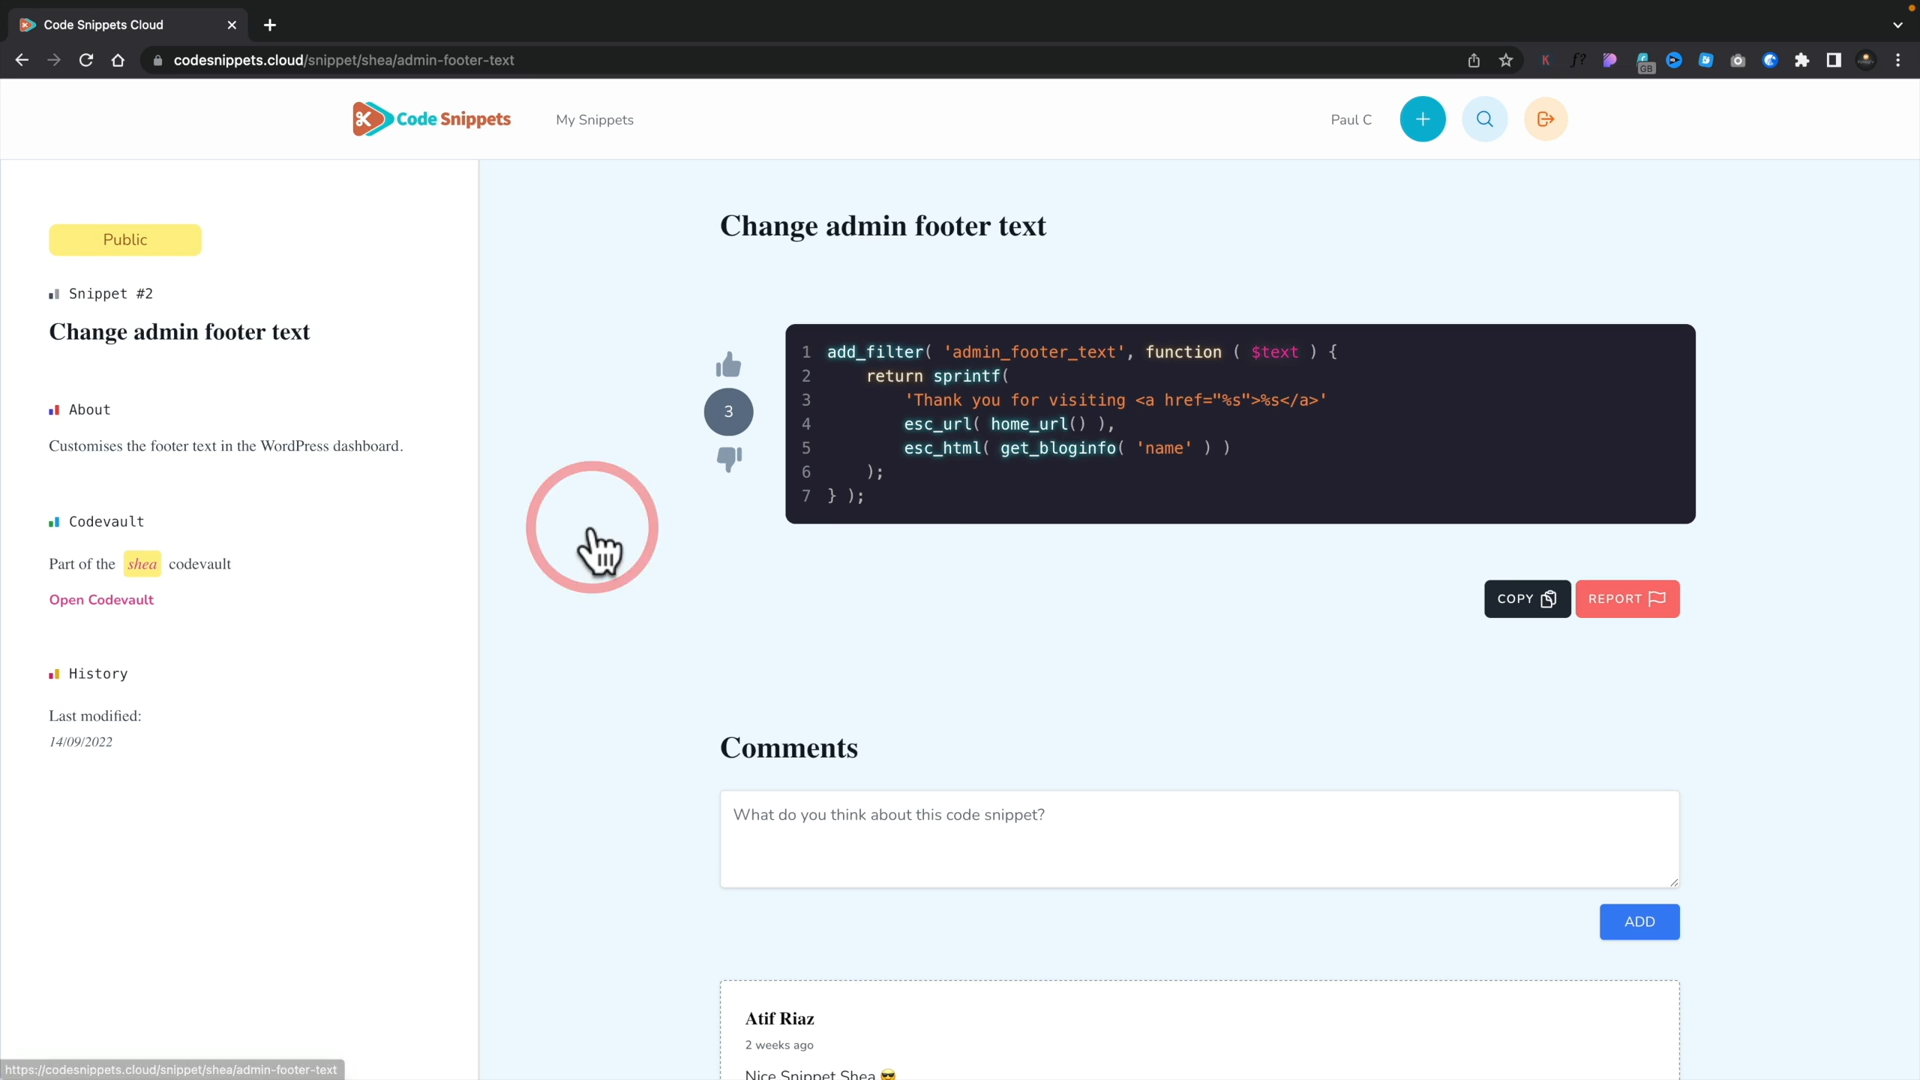 Code Snippets Cloud
codesnippets.cloud/snippet/shea/admin-footer-text
GB
Code Snippets
My Snippets
Paul C
Public
Snippet #2
Change admin footer text
About
Customises the footer text in the WordPress dashboard.
Codevault
Part of the shea codevault
Open Codevault
History
Last modified:
14/09/2022
Change admin footer text
3
1 add_filter( 'admin_footer_text', function ( $text ) {
2 return sprintf(
3 'Thank you for visiting <a href="%s">%s</a>'
4 esc_url( home_url() ),
5 esc_html( get_bloginfo( 'name' ) )
6 );
7 } );
COPY
REPORT
Comments
What do you think about this code snippet?
ADD
Atif Riaz
2 weeks ago
Nice Snippet Shea 😎
https://codesnippets.cloud/snippet/shea/admin-footer-text